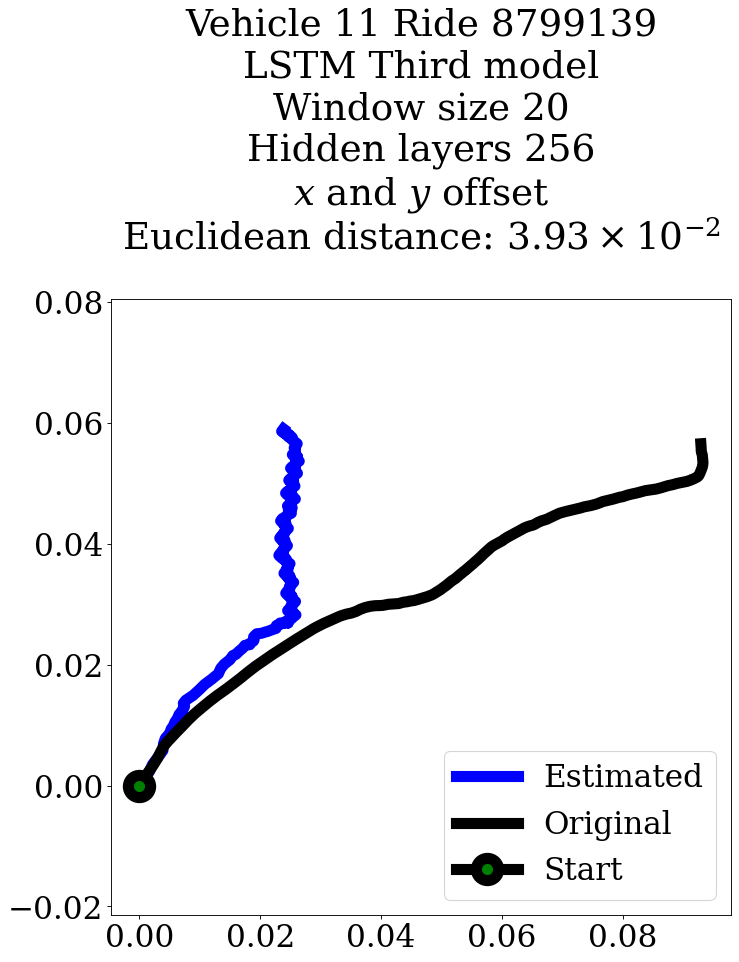 Vehicle 11 Ride 8799139
LSTM Third model
Window size 20
Hidden layers 256
x and y offset
Euclidean distance: 3.93 × 10⁻²
0.08
0.06
0.04
0.02
0.00
−0.02
0.00 0.02 0.04 0.06 0.08
Estimated
Original
Start